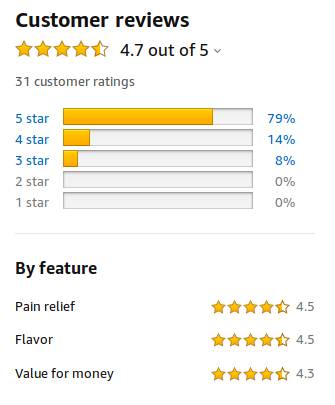 Customer reviews
4.7 out of 5
31 customer ratings
5 star 79%
4 star 14%
3 star 8%
2 star 0%
1 star 0%
By feature
Pain relief 4.5
Flavor 4.5
Value for money 4.3